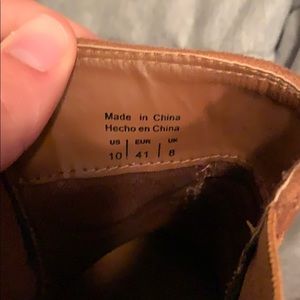 Made in China
Hecho en China
US | EUR | UK
10 | 41 | 8